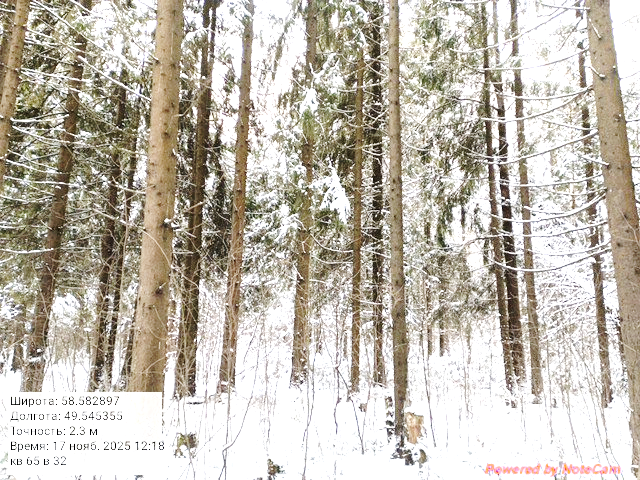 Широта: 58.582897
Долгота: 49.545355
Точность: 2.3 м
Время: 17 нояб. 2025 12:18
кв 65 в 32
Powered by NoteCam